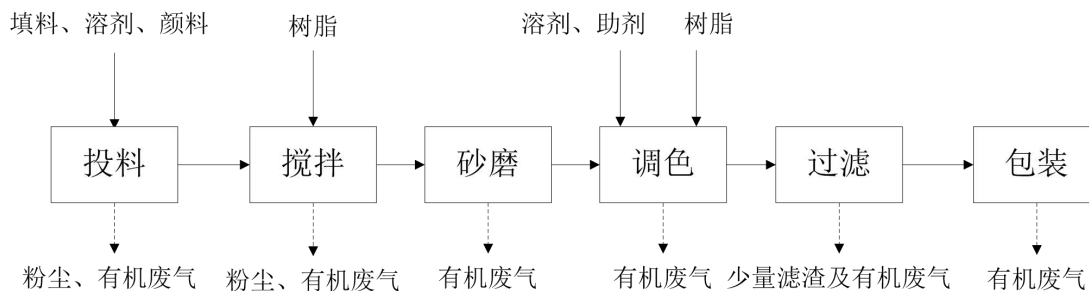 填料、溶剂、颜料 树脂 溶剂、助剂 树脂
投料 搅拌 砂磨 调色 过滤 包装
粉尘、有机废气 粉尘、有机废气 有机废气 有机废气 少量滤渣及有机废气 有机废气